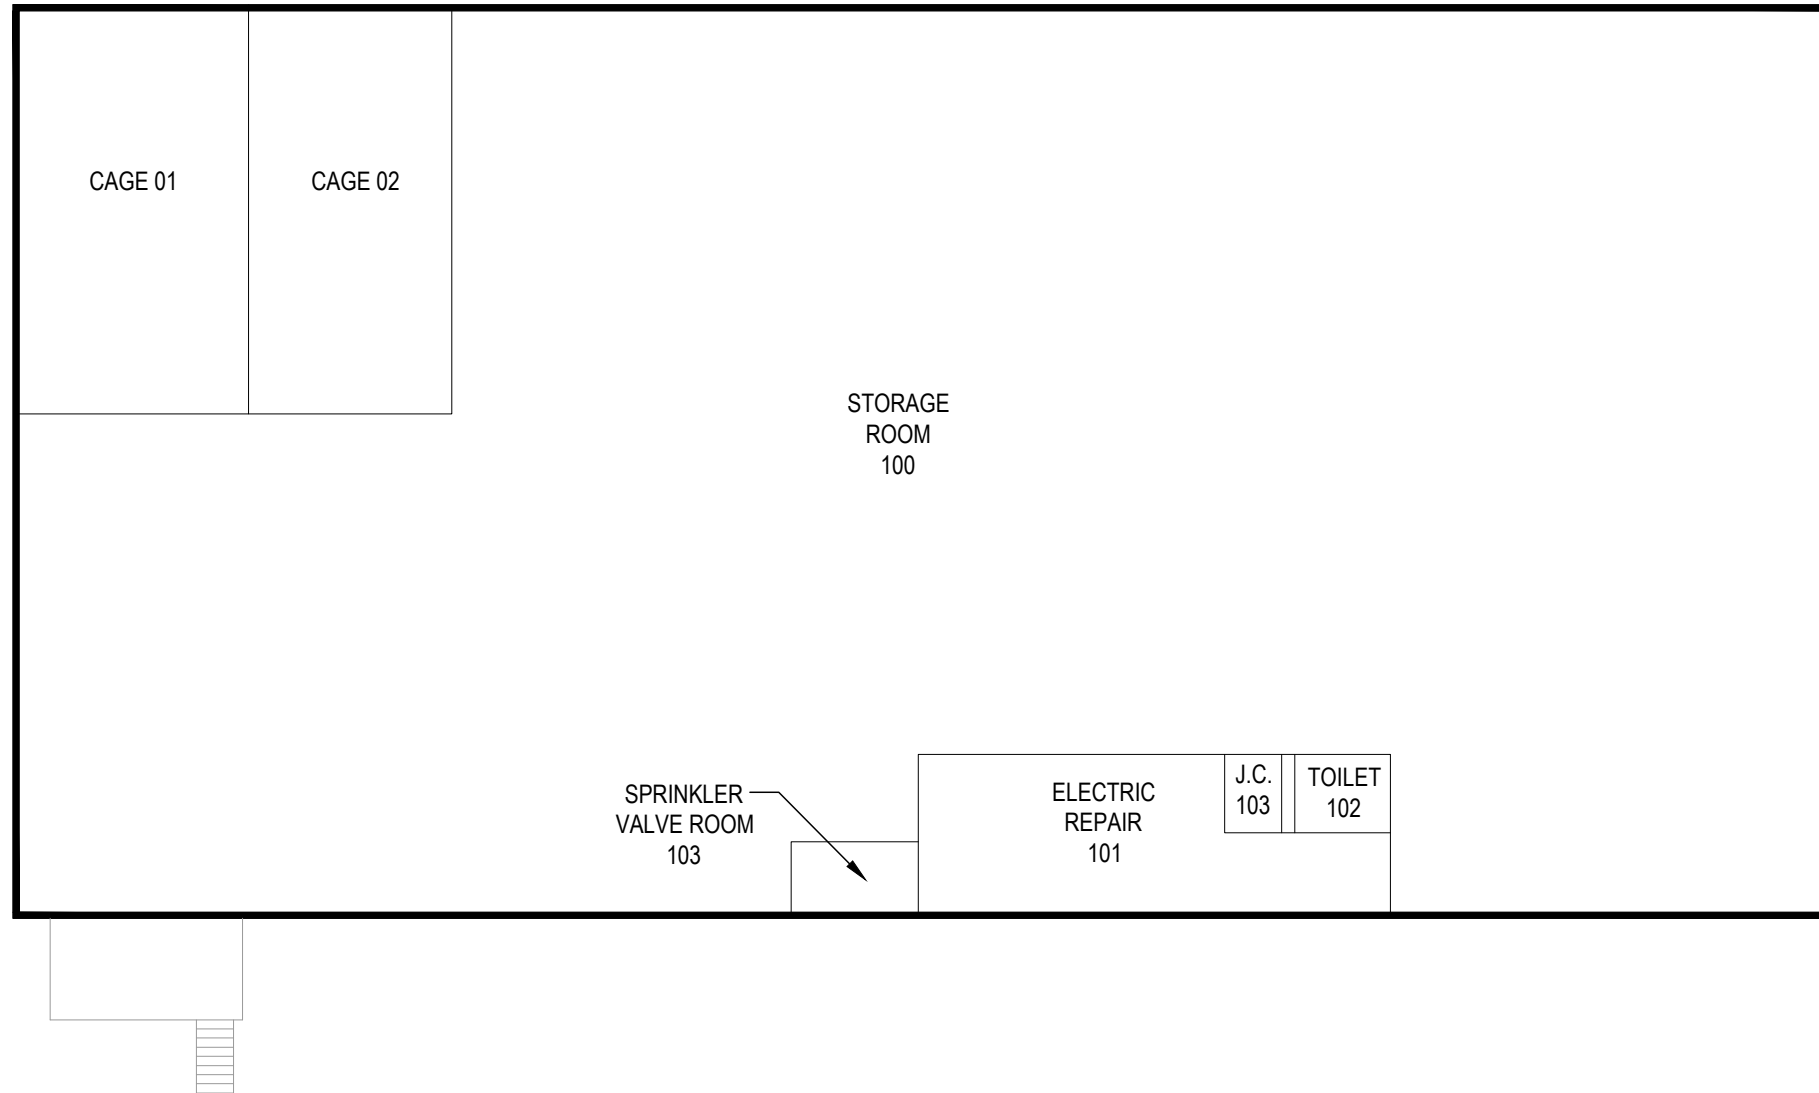 CAGE 01
CAGE 02
STORAGE
ROOM
100
SPRINKLER
VALVE ROOM
103
ELECTRIC
REPAIR
101
J.C.
103
TOILET
102